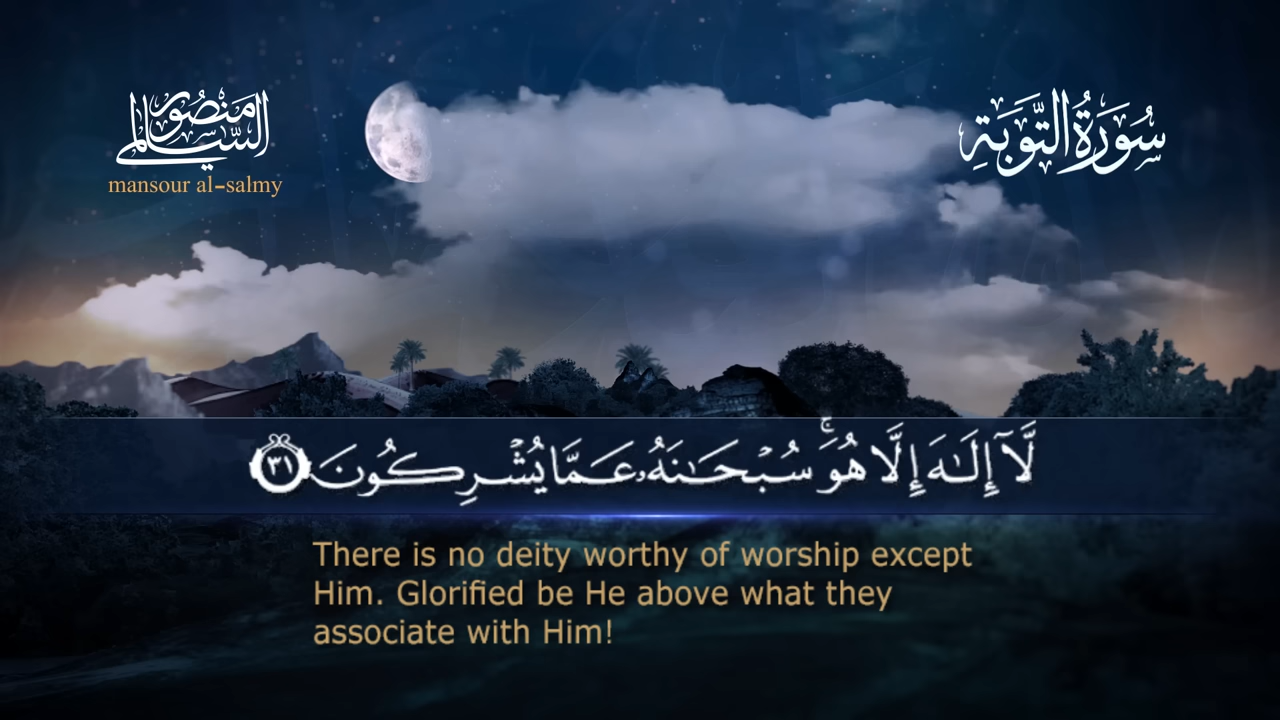 منصور السالمي
mansour al-salmy
سُورَةُ التَّوْبَةِ
لَّآ إِلَـٰهَ إِلَّا هُوَ ۚ سُبْحَـٰنَهُۥ عَمَّا يُشْرِكُونَ ٣١
There is no deity worthy of worship except
Him. Glorified be He above what they
associate with Him!